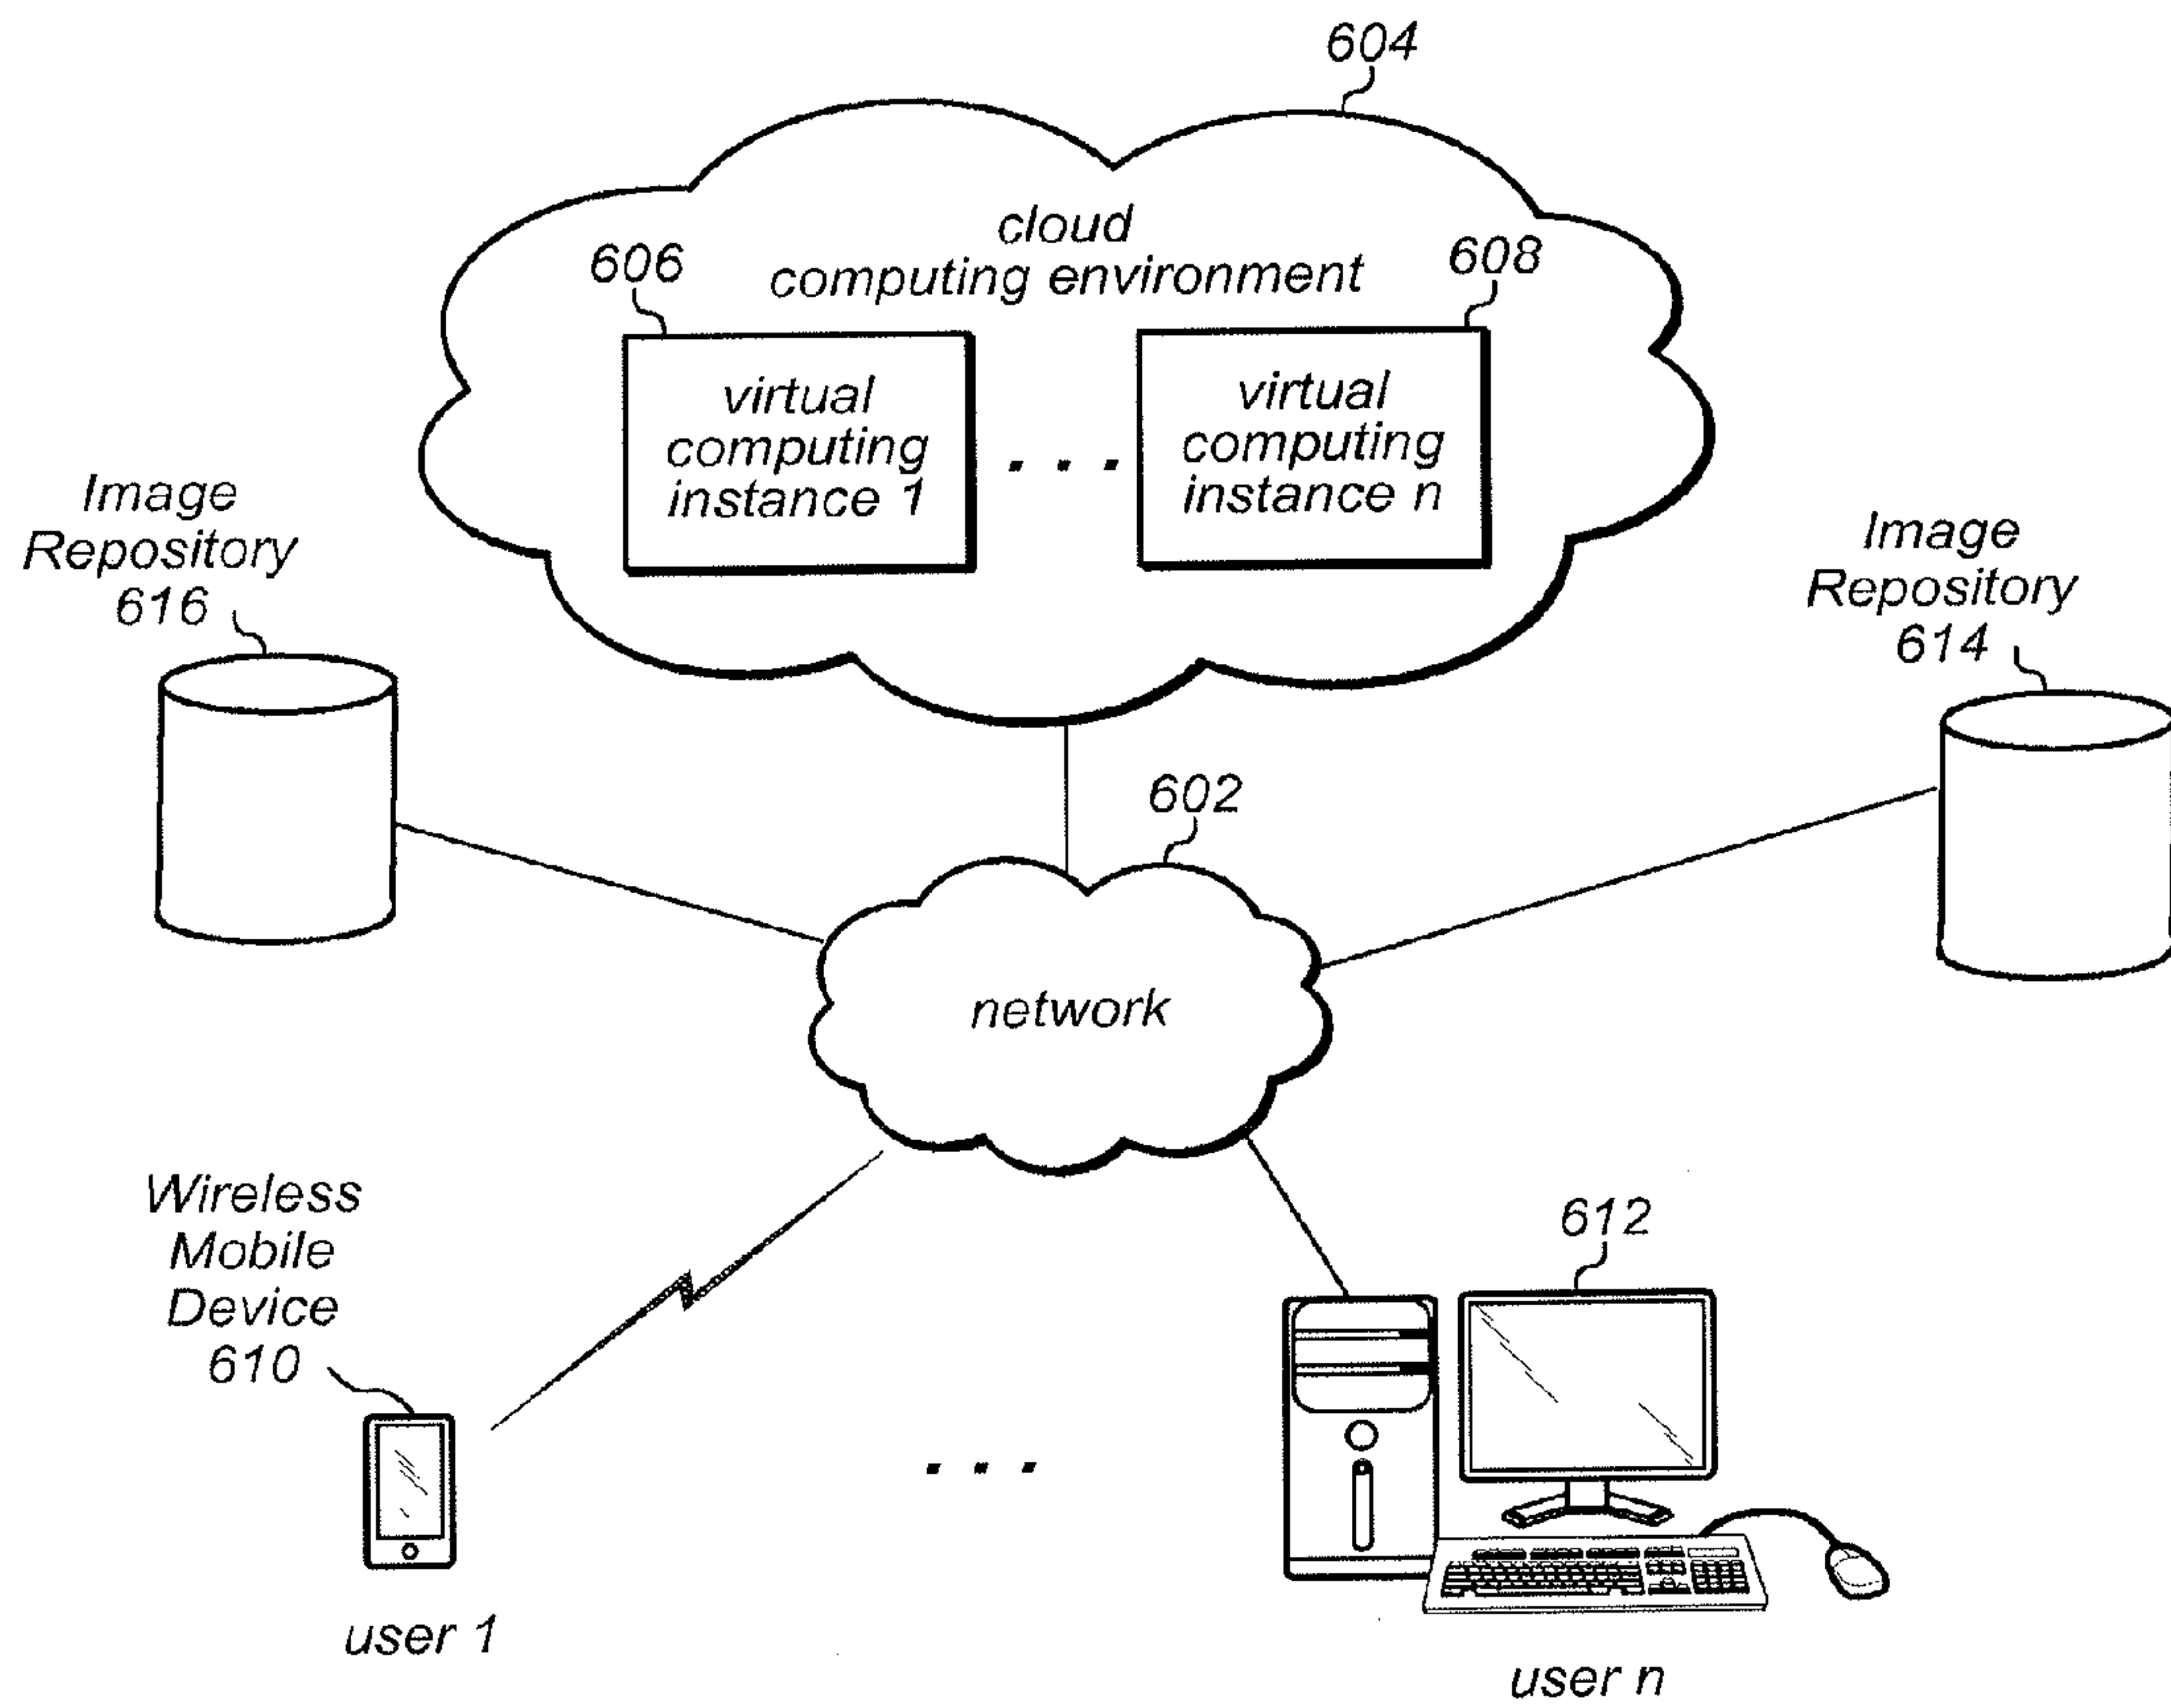 604
cloud
computing environment
606
608
virtual
computing
instance 1
. . .
virtual
computing
instance n
Image
Repository
616
Image
Repository
614
602
network
Wireless
Mobile
Device
610
612
. . .
user 1
user n